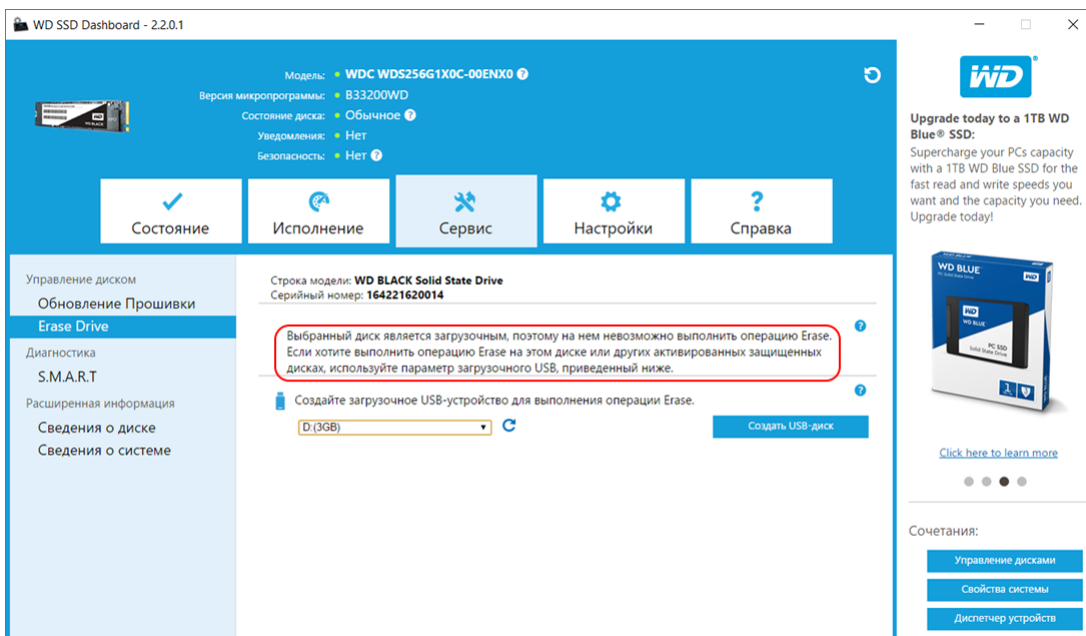 WD SSD Dashboard - 2.2.0.1
Модель: WDC WDS256G1X0C-00ENX0
Версия микропрограммы: B33200WD
Состояние диска: Обычное
Уведомления: Нет
Безопасность: Нет
Состояние
Исполнение
Сервис
Настройки
Справка
Управление диском
Обновление Прошивки
Erase Drive
Диагностика
S.M.A.R.T
Расширенная информация
Сведения о диске
Сведения о системе
Строка модели: WD BLACK Solid State Drive
Серийный номер: 164221620014
Выбранный диск является загрузочным, поэтому на нем невозможно выполнить операцию Erase.
Если хотите выполнить операцию Erase на этом диске или других активированных защищенных
дисках, используйте параметр загрузочного USB, приведенный ниже.
Создайте загрузочное USB-устройство для выполнения операции Erase.
D:(3GB)
Создать USB-диск
WD
Upgrade today to a 1TB WD
Blue® SSD:
Supercharge your PCs capacity
with a 1TB WD Blue SSD for the
fast read and write speeds you
want and the capacity you need.
Upgrade today!
WD BLUE
WD
WD
WD BLUE
PC SSD
Solid State Drive
Click here to learn more
Сочетания:
Управление дисками
Свойства системы
Диспетчер устройств